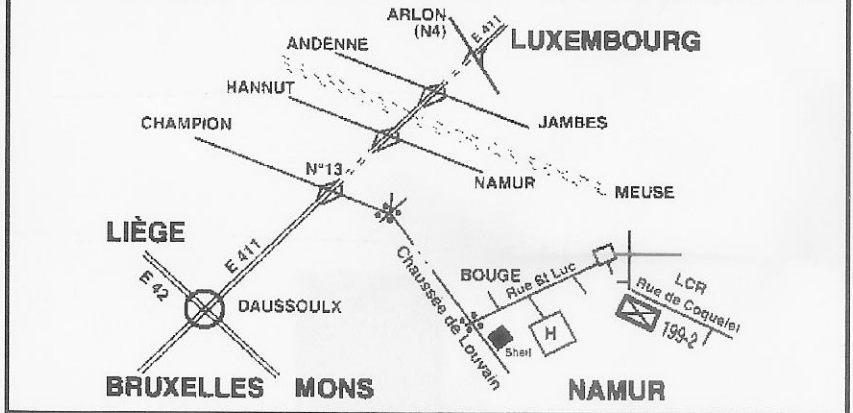 ARLON
(N4)
E 411
LUXEMBOURG
ANDENNE
HANNUT
JAMBES
CHAMPION
N°13
NAMUR
MEUSE
LIÈGE
E 411
E 42
DAUSSOULX
Chaussee de Louvain
BOUGE
Rue St Luc
LCR
Rue de Coquelet
199-2
H
Shell
BRUXELLES
MONS
NAMUR